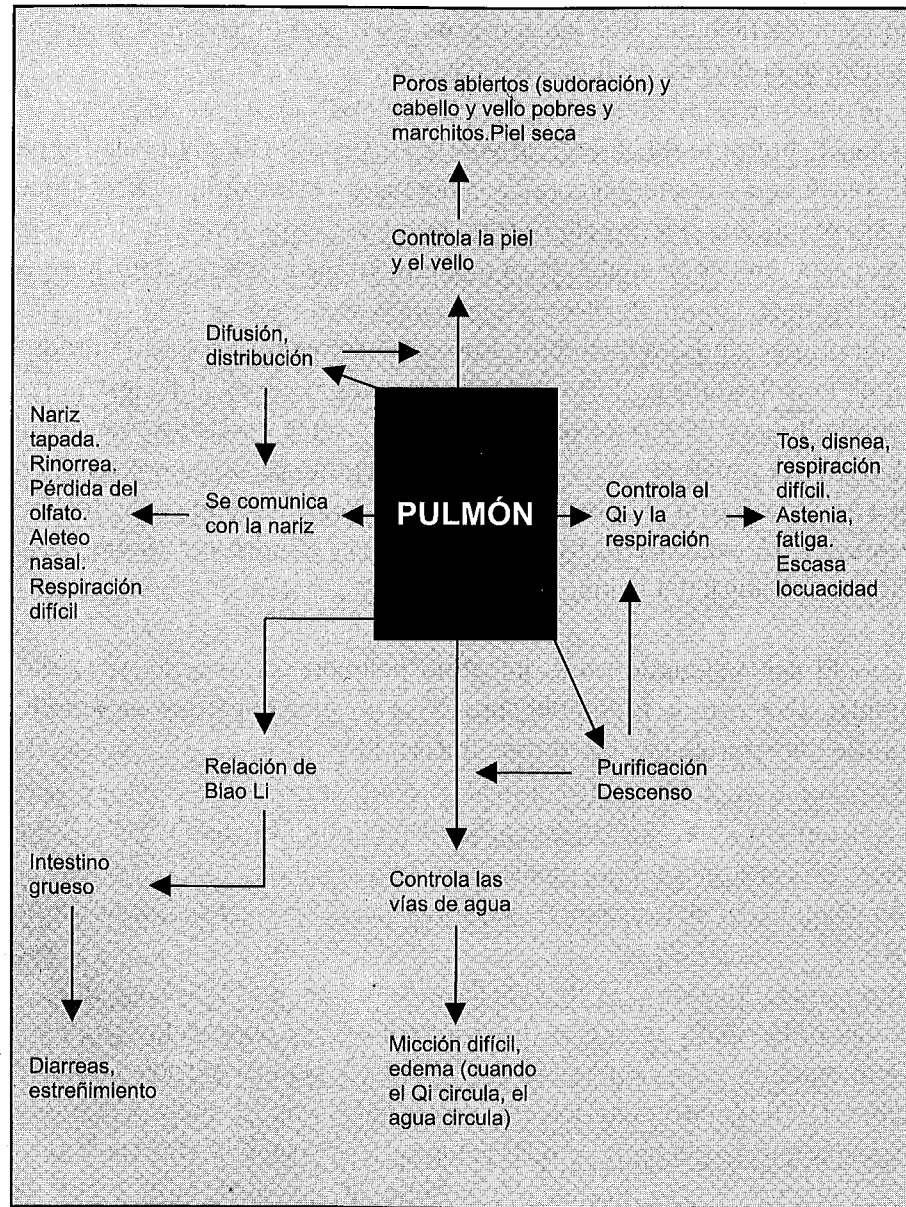 Poros abiertos (sudoración) y
cabello y vello pobres y
marchitos.Piel seca
Controla la piel
y el vello
Difusión,
distribución
Nariz
tapada.
Rinorrea.
Pérdida del
olfato.
Aleteo
nasal.
Respiración
difícil
Se comunica
con la nariz
PULMÓN
Controla el
Qi y la
respiración
Tos, disnea,
respiración
difícil.
Astenia,
fatiga.
Escasa
locuacidad
Relación de
Biao Li
Purificación
Descenso
Intestino
grueso
Controla las
vías de agua
Diarreas,
estreñimiento
Micción difícil,
edema (cuando
el Qi circula, el
agua circula)